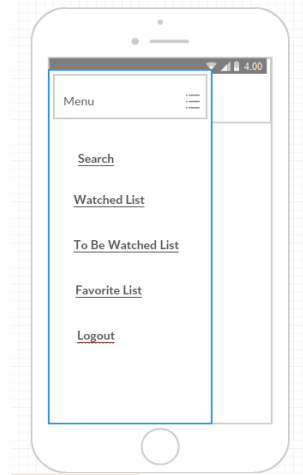 4.00
Menu
Search
Watched List
To Be Watched List
Favorite List
Logout